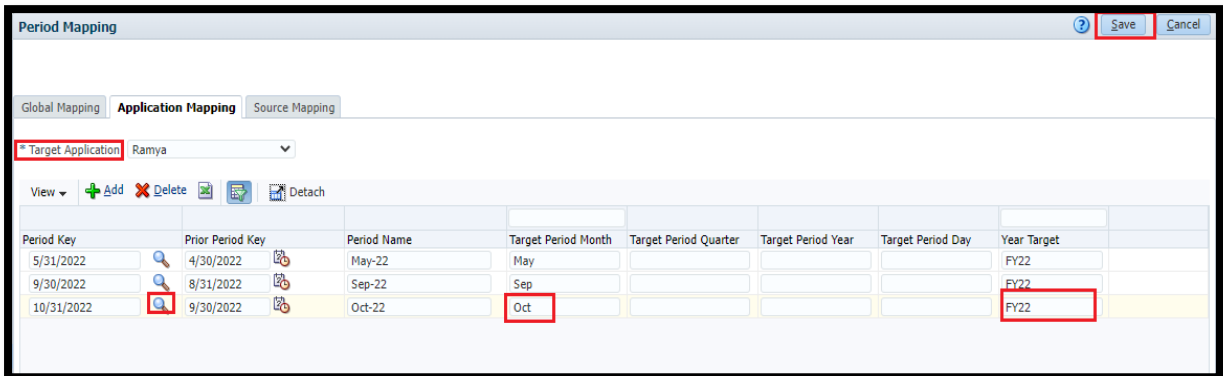 Period Mapping ? Save Cancel
Global Mapping Application Mapping Source Mapping
* Target Application Ramya
View Add Delete Detach
Period Key Prior Period Key Period Name Target Period Month Target Period Quarter Target Period Year Target Period Day Year Target
5/31/2022 4/30/2022 May-22 May FY22
9/30/2022 8/31/2022 Sep-22 Sep FY22
10/31/2022 9/30/2022 Oct-22 Oct FY22